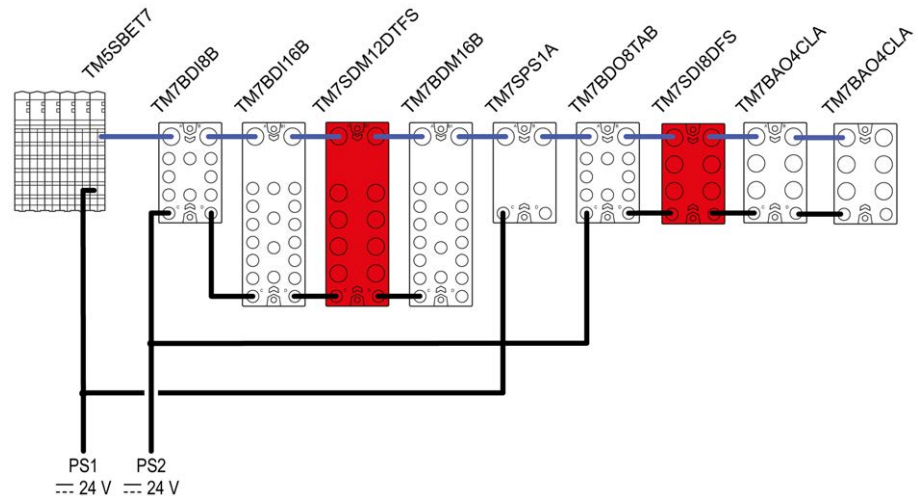 TM5SBET7
TM7BDI8B
TM7BDI16B
TM7SDM12DTFS
TM7BDM16B
TM7SPS1A
TM7BDO8TAB
TM7SDI8DFS
TM7BAO4CLA
TM7BAO4CLA
PS1
24 V
PS2
24 V